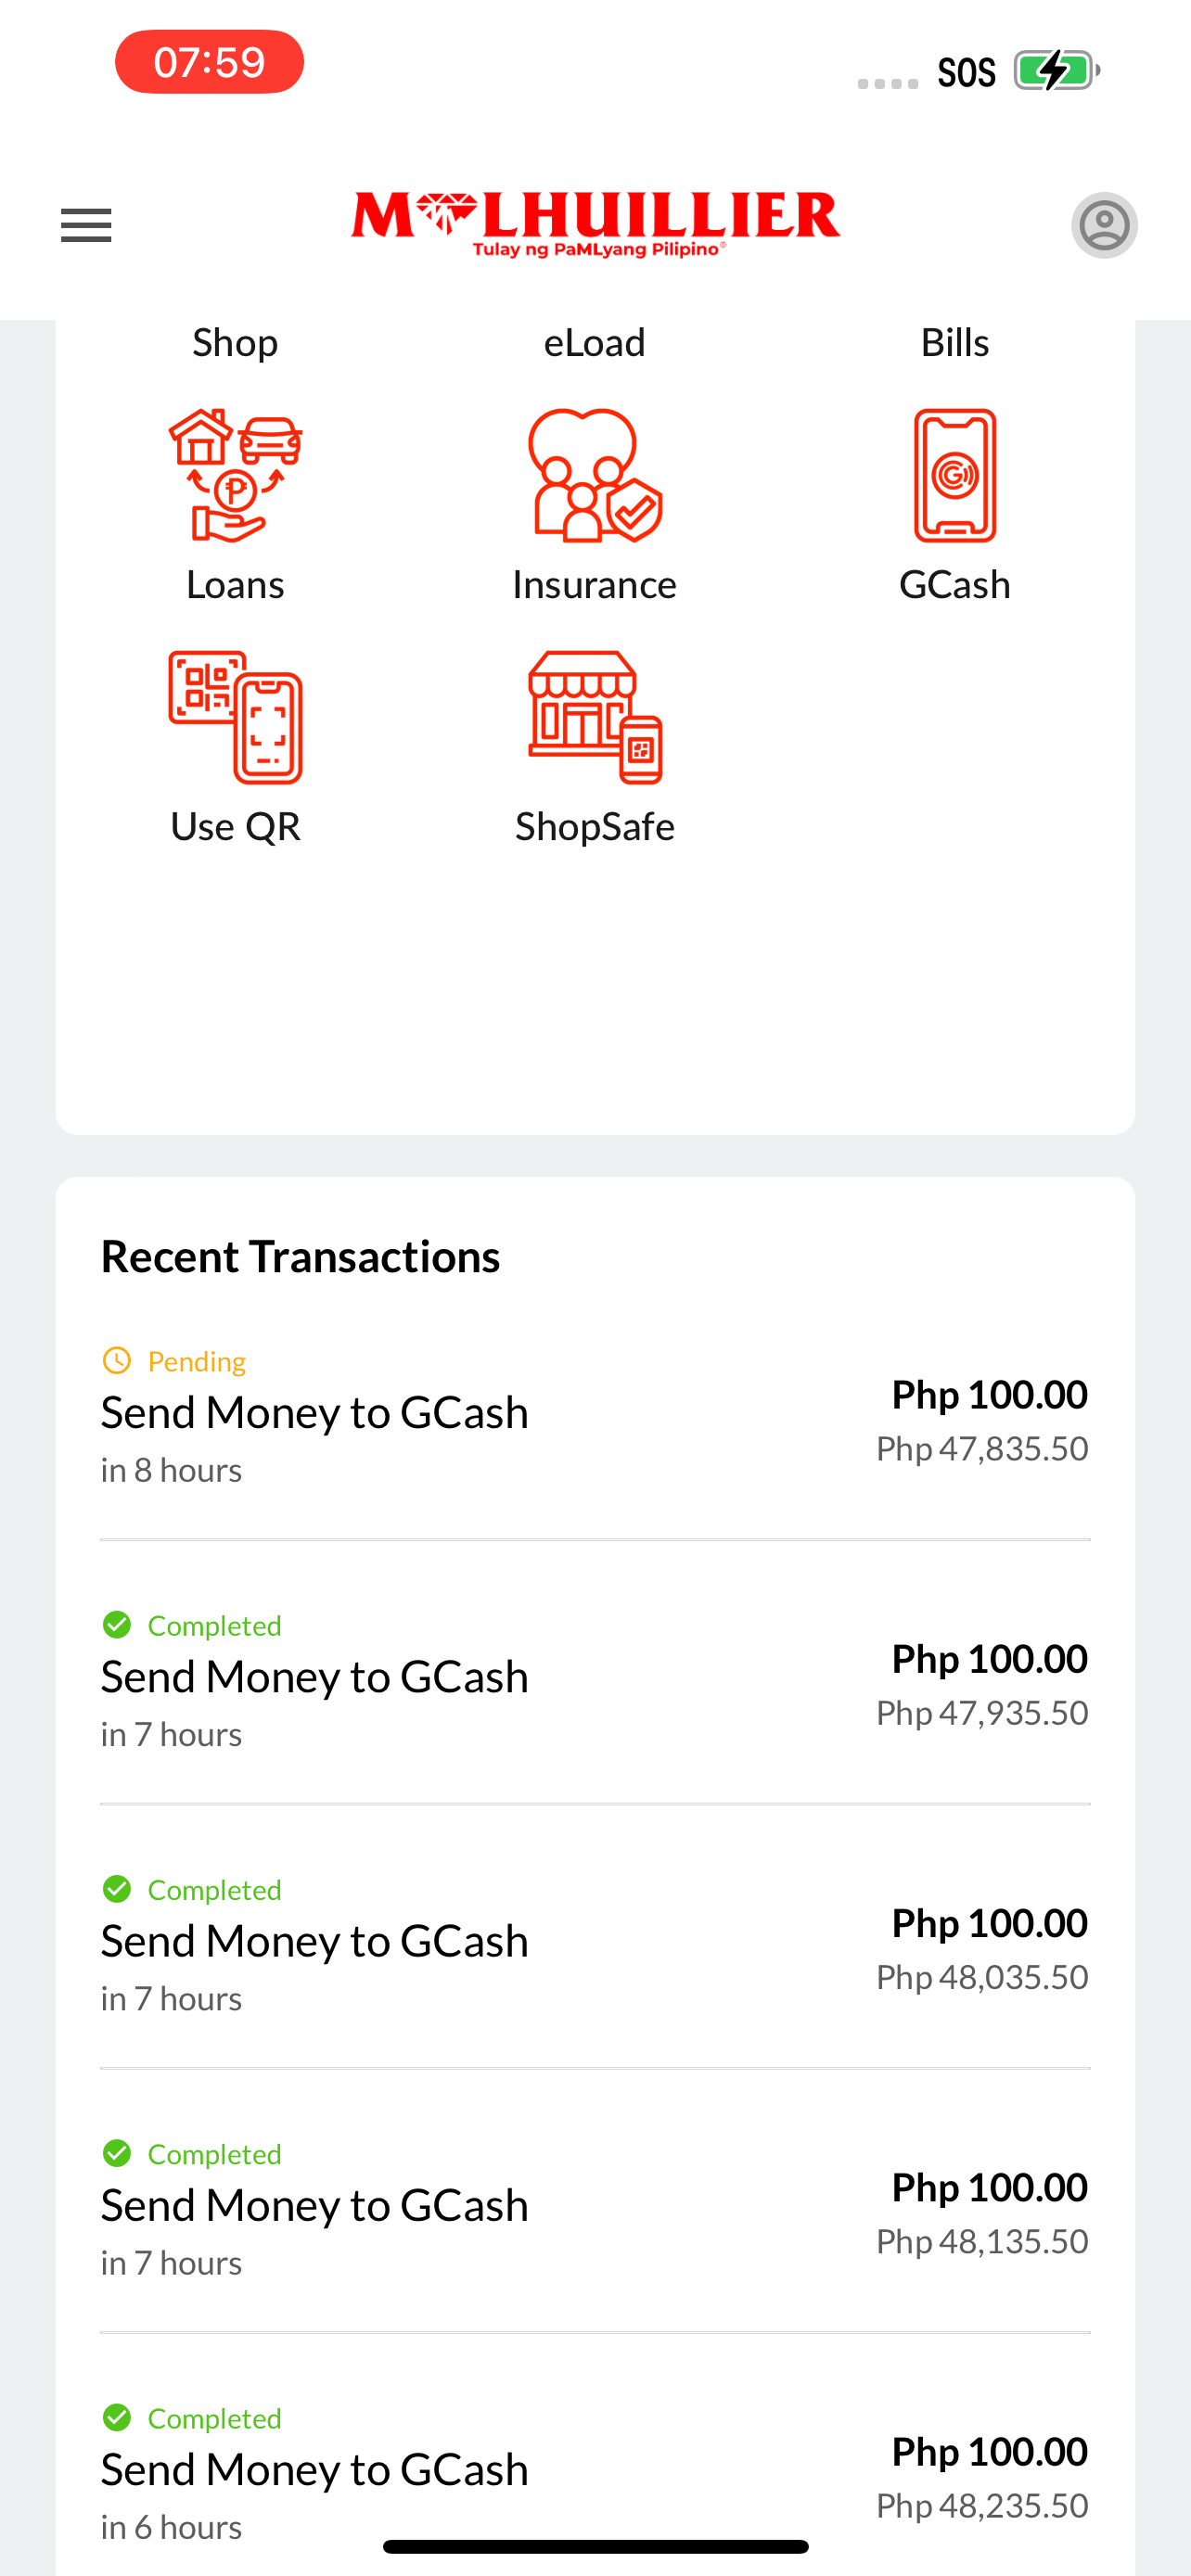 07:59 SOS
M LHUILLIER
Tulay ng PaMLyang Pilipino®
Shop eLoad Bills
Loans Insurance GCash
Use QR ShopSafe
Recent Transactions
Pending
Send Money to GCash Php 100.00
in 8 hours Php 47,835.50
Completed
Send Money to GCash Php 100.00
in 7 hours Php 47,935.50
Completed
Send Money to GCash Php 100.00
in 7 hours Php 48,035.50
Completed
Send Money to GCash Php 100.00
in 7 hours Php 48,135.50
Completed
Send Money to GCash Php 100.00
in 6 hours Php 48,235.50